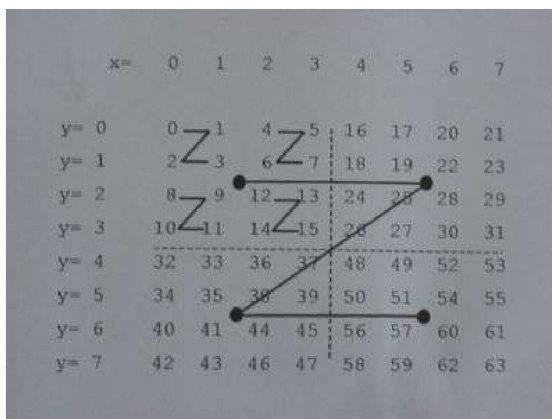 x= 0 1 2 3 4 5 6 7
y= 0 0 1 4 5 16 17 20 21
y= 1 2 3 6 7 18 19 22 23
y= 2 8 9 12 13 24 25 28 29
y= 3 10 11 14 15 26 27 30 31
y= 4 32 33 36 37 48 49 52 53
y= 5 34 35 38 39 50 51 54 55
y= 6 40 41 44 45 56 57 60 61
y= 7 42 43 46 47 58 59 62 63